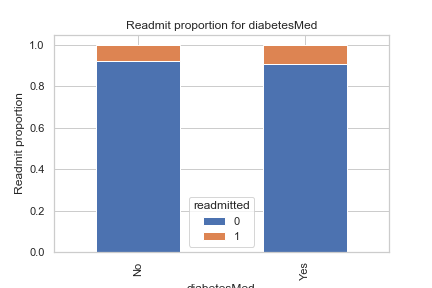 Readmit proportion for diabetesMed
Readmit proportion
1.0
0.8
0.6
0.4
0.2
0.0
readmitted
0
1
No
Yes
diabetesMed